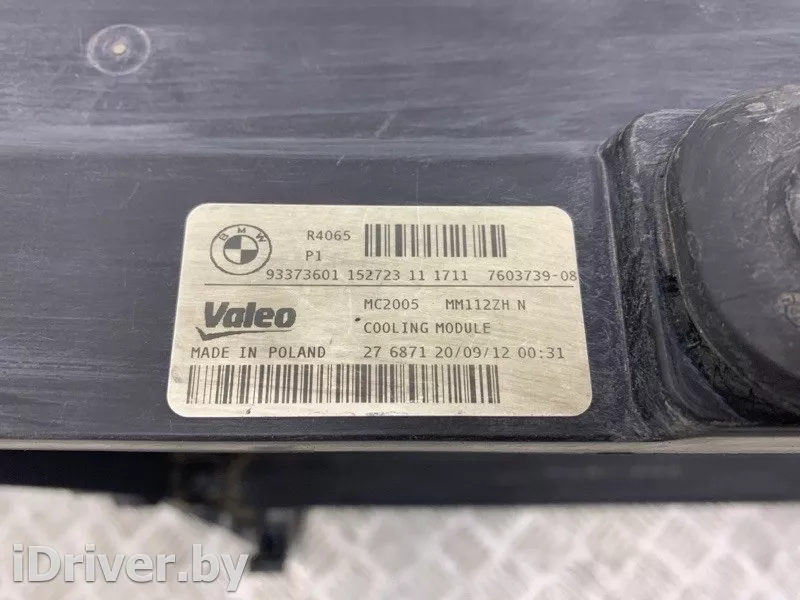 BMW
R4065
P1
93373601 152723 11 1711 7603739-08
Valeo
MC2005 MM112ZH N
COOLING MODULE
MADE IN POLAND 27 6871 20/09/12 00:31
iDriver.by